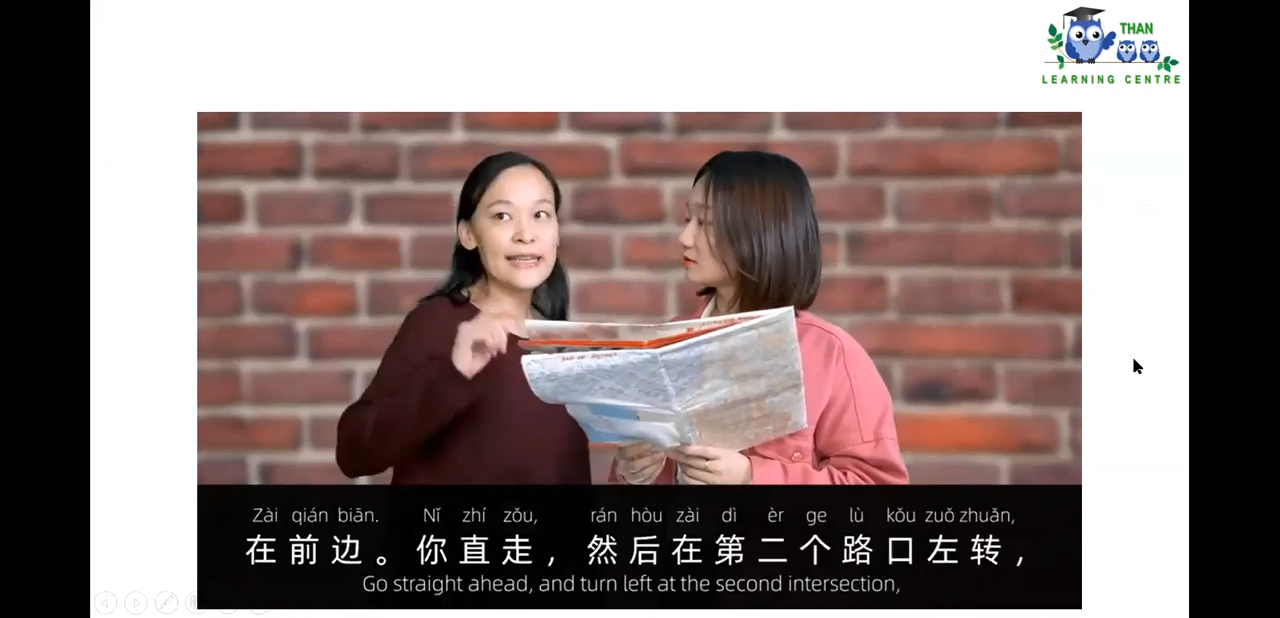 THAN
LEARNING CENTRE
Zài qián biān. Nǐ zhí zǒu, rán hòu zài dì èr ge lù kǒu zuǒ zhuǎn,
在前边。你直走，然后在第二个路口左转，
Go straight ahead, and turn left at the second intersection,